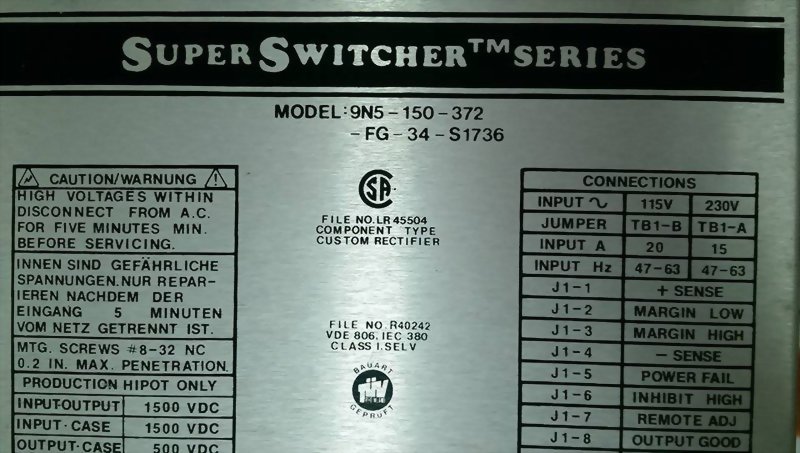 SUPER SWITCHER™ SERIES
MODEL:9N5-150-372
-FG-34-S1736
CAUTION/WARNUNG
HIGH VOLTAGES WITHIN
DISCONNECT FROM A.C.
FOR FIVE MINUTES MIN.
BEFORE SERVICING.
INNEN SIND GEFÄHRLICHE
SPANNUNGEN.NUR REPAR-
IEREN NACHDEM DER
EINGANG 5 MINUTEN
VOM NETZ GETRENNT IST.
MTG. SCREWS #8-32 NC
0.2 IN. MAX. PENETRATION.
PRODUCTION HIPOT ONLY
INPUT-OUTPUT 1500 VDC
INPUT-CASE 1500 VDC
OUTPUT-CASE 500 VDC
SA
FILE NO.LR 45504
COMPONENT TYPE
CUSTOM RECTIFIER
FILE NO.R40242
VDE 806.IEC 380
CLASS I.SELV
BAUART
TÜV
GEPRÜFT
CONNECTIONS
INPUT ∿ 115V 230V
JUMPER TB1-B TB1-A
INPUT A 20 15
INPUT Hz 47-63 47-63
J1-1 + SENSE
J1-2 MARGIN LOW
J1-3 MARGIN HIGH
J1-4 - SENSE
J1-5 POWER FAIL
J1-6 INHIBIT HIGH
J1-7 REMOTE ADJ
J1-8 OUTPUT GOOD